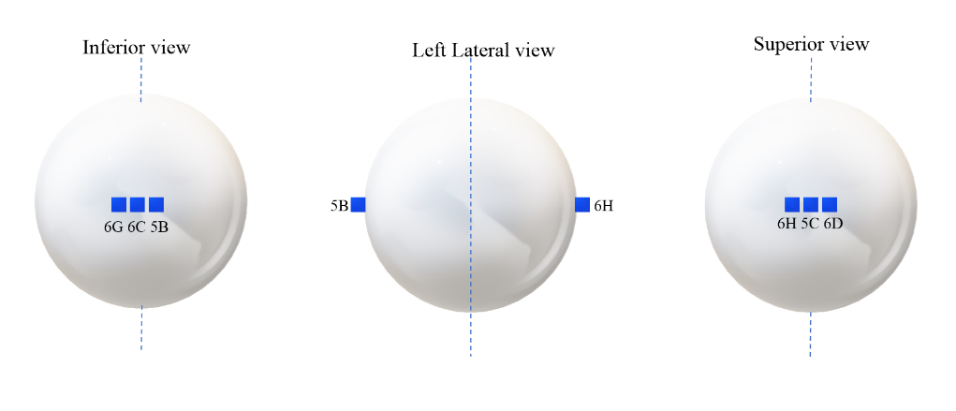 Inferior view
Left Lateral view
Superior view
6G 6C 5B
5B
6H
6H 5C 6D